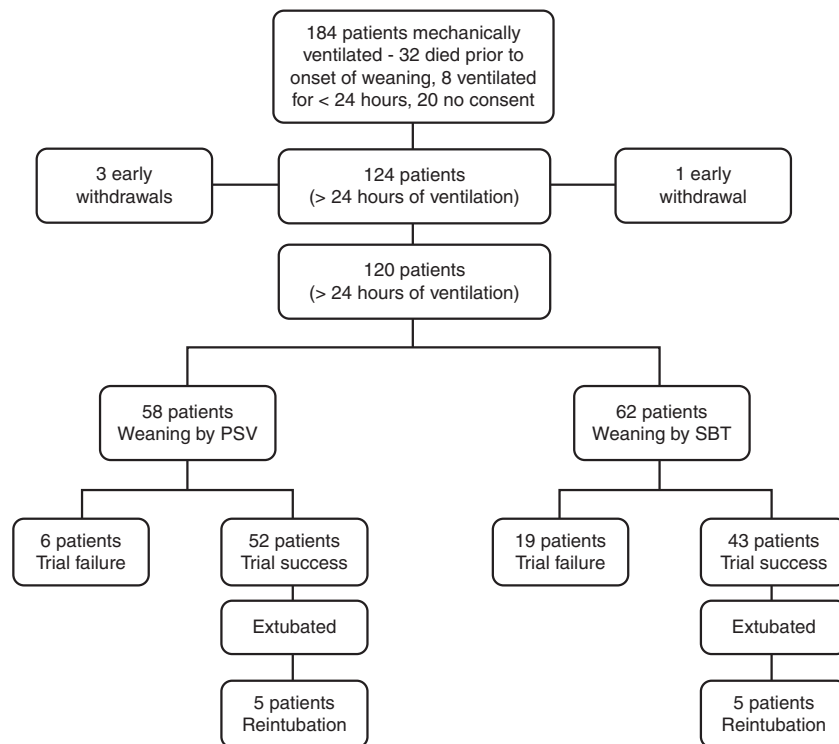 184 patients mechanically
ventilated - 32 died prior to
onset of weaning, 8 ventilated
for < 24 hours, 20 no consent
3 early
withdrawals
124 patients
(> 24 hours of ventilation)
1 early
withdrawal
120 patients
(> 24 hours of ventilation)
58 patients
Weaning by PSV
62 patients
Weaning by SBT
6 patients
Trial failure
52 patients
Trial success
19 patients
Trial failure
43 patients
Trial success
Extubated
Extubated
5 patients
Reintubation
5 patients
Reintubation